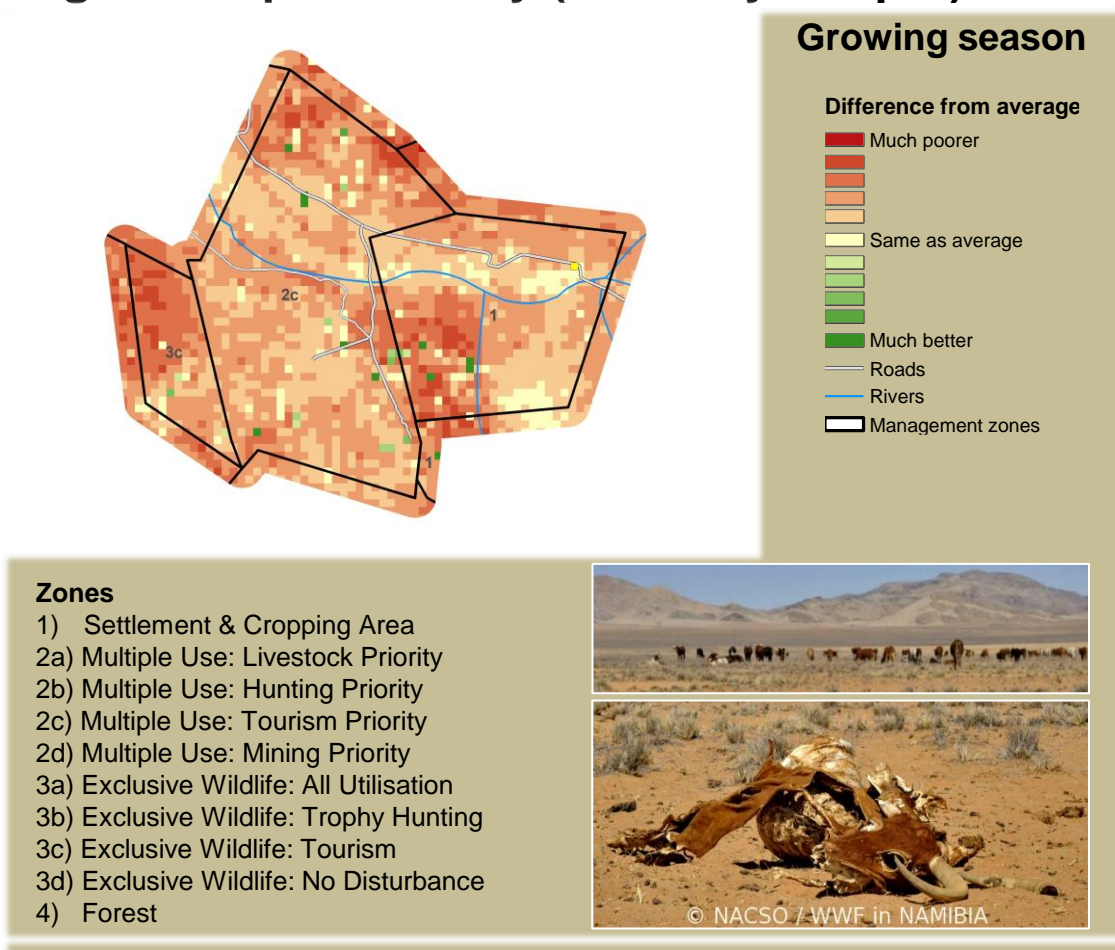 Growing season
Difference from average
Much poorer
Same as average
Much better
Roads
Rivers
Management zones
2c
1
3c
1
Zones
1) Settlement & Cropping Area
2a) Multiple Use: Livestock Priority
2b) Multiple Use: Hunting Priority
2c) Multiple Use: Tourism Priority
2d) Multiple Use: Mining Priority
3a) Exclusive Wildlife: All Utilisation
3b) Exclusive Wildlife: Trophy Hunting
3c) Exclusive Wildlife: Tourism
3d) Exclusive Wildlife: No Disturbance
4) Forest
© NACSO / WWF in NAMIBIA